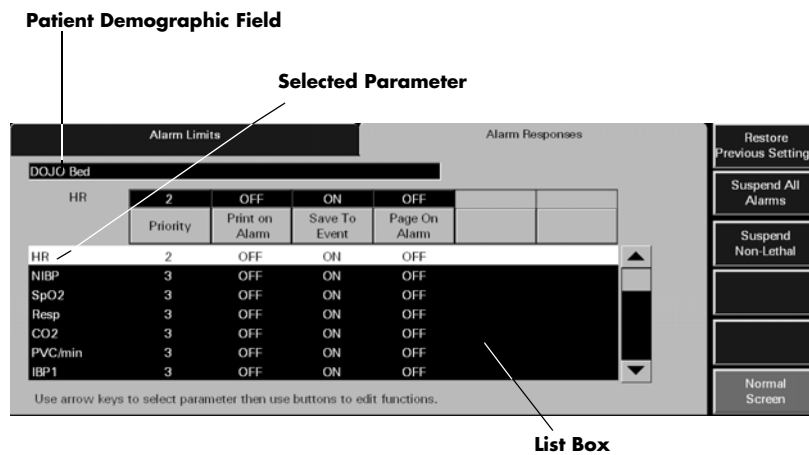 Patient Demographic Field
Selected Parameter
Alarm Limits
Alarm Responses
Restore
Previous Setting
DOJO Bed
Suspend All
Alarms
HR 2 OFF ON OFF
Priority
Print on
Alarm
Save To
Event
Page On
Alarm
Suspend
Non-Lethal
HR 2 OFF ON OFF
NIBP 3 OFF ON OFF
SpO2 3 OFF ON OFF
Resp 3 OFF ON OFF
CO2 3 OFF ON OFF
PVC/min 3 OFF ON OFF
IBP1 3 OFF ON OFF
Normal
Screen
Use arrow keys to select parameter then use buttons to edit functions.
List Box